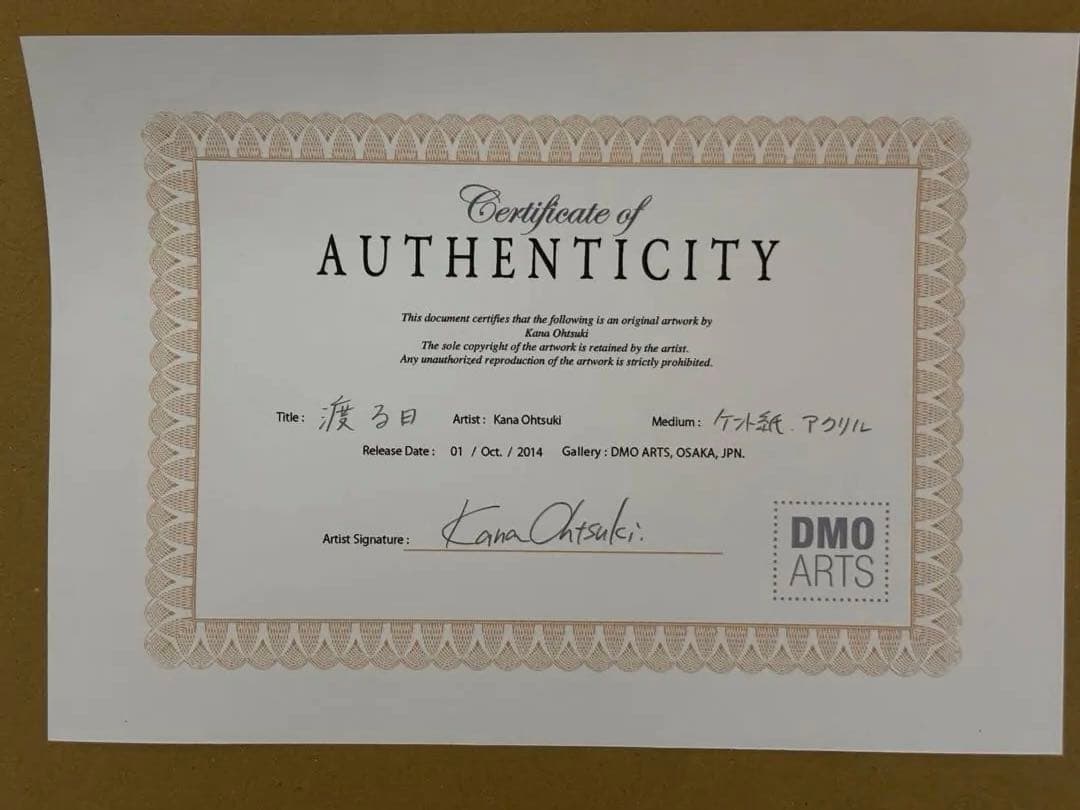 Certificate of
AUTHENTICITY
This document certifies that the following is an original artwork by
Kana Ohtsuki
The sole copyright of the artwork is retained by the artist.
Any unauthorized reproduction of the artwork is strictly prohibited.
Title : 渡る日 Artist : Kana Ohtsuki Medium : ケント紙、アクリル
Release Date : 01 / Oct. / 2014 Gallery : DMO ARTS, OSAKA, JPN.
Artist Signature : Kana Ohtsuki.
DMO
ARTS